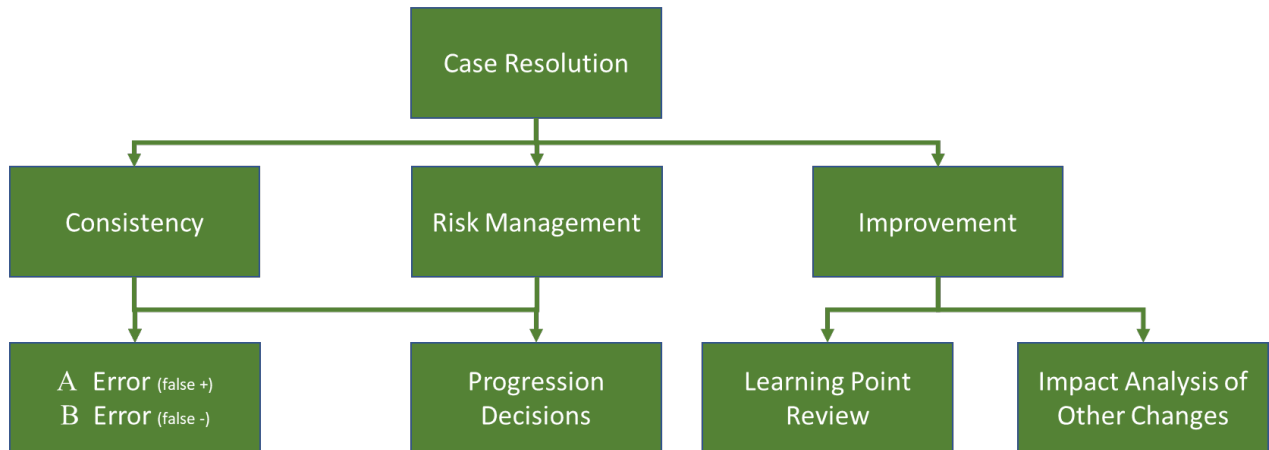 Case Resolution
Consistency
Risk Management
Improvement
A Error (false +)
B Error (false -)
Progression
Decisions
Learning Point
Review
Impact Analysis of
Other Changes